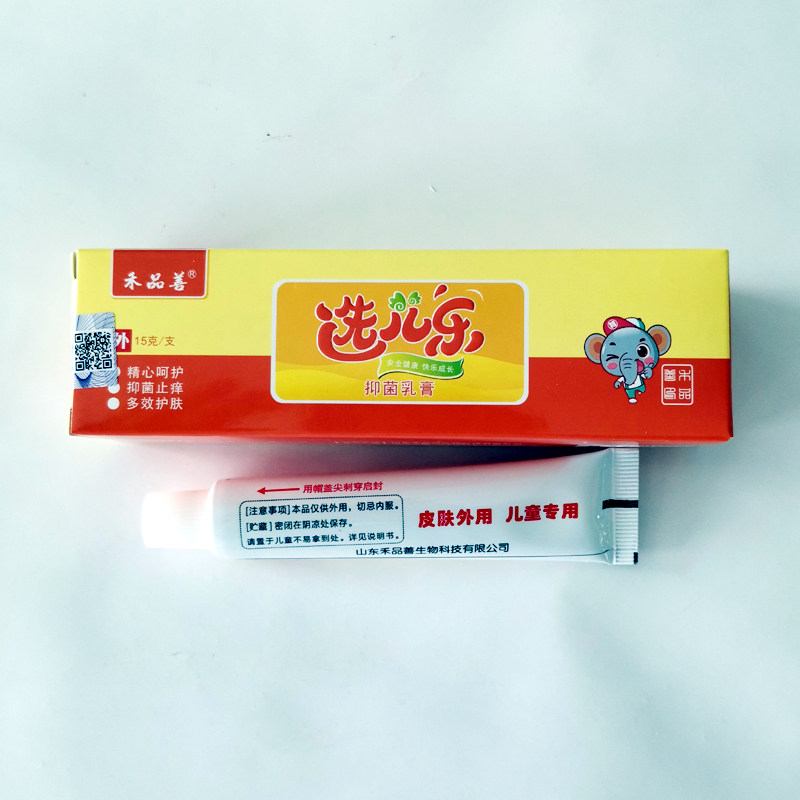 禾品善®
选儿乐
安全健康 快乐成长
抑菌乳膏
外 15克/支
精心呵护
抑菌止痒
多效护肤
禾品善
用帽盖尖刺穿启封
[注意事项]本品仅供外用，切忌内服。
[贮藏]密闭在阴凉处保存。
请置于儿童不易拿到处。详见说明书。
皮肤外用 儿童专用
山东禾品善生物科技有限公司